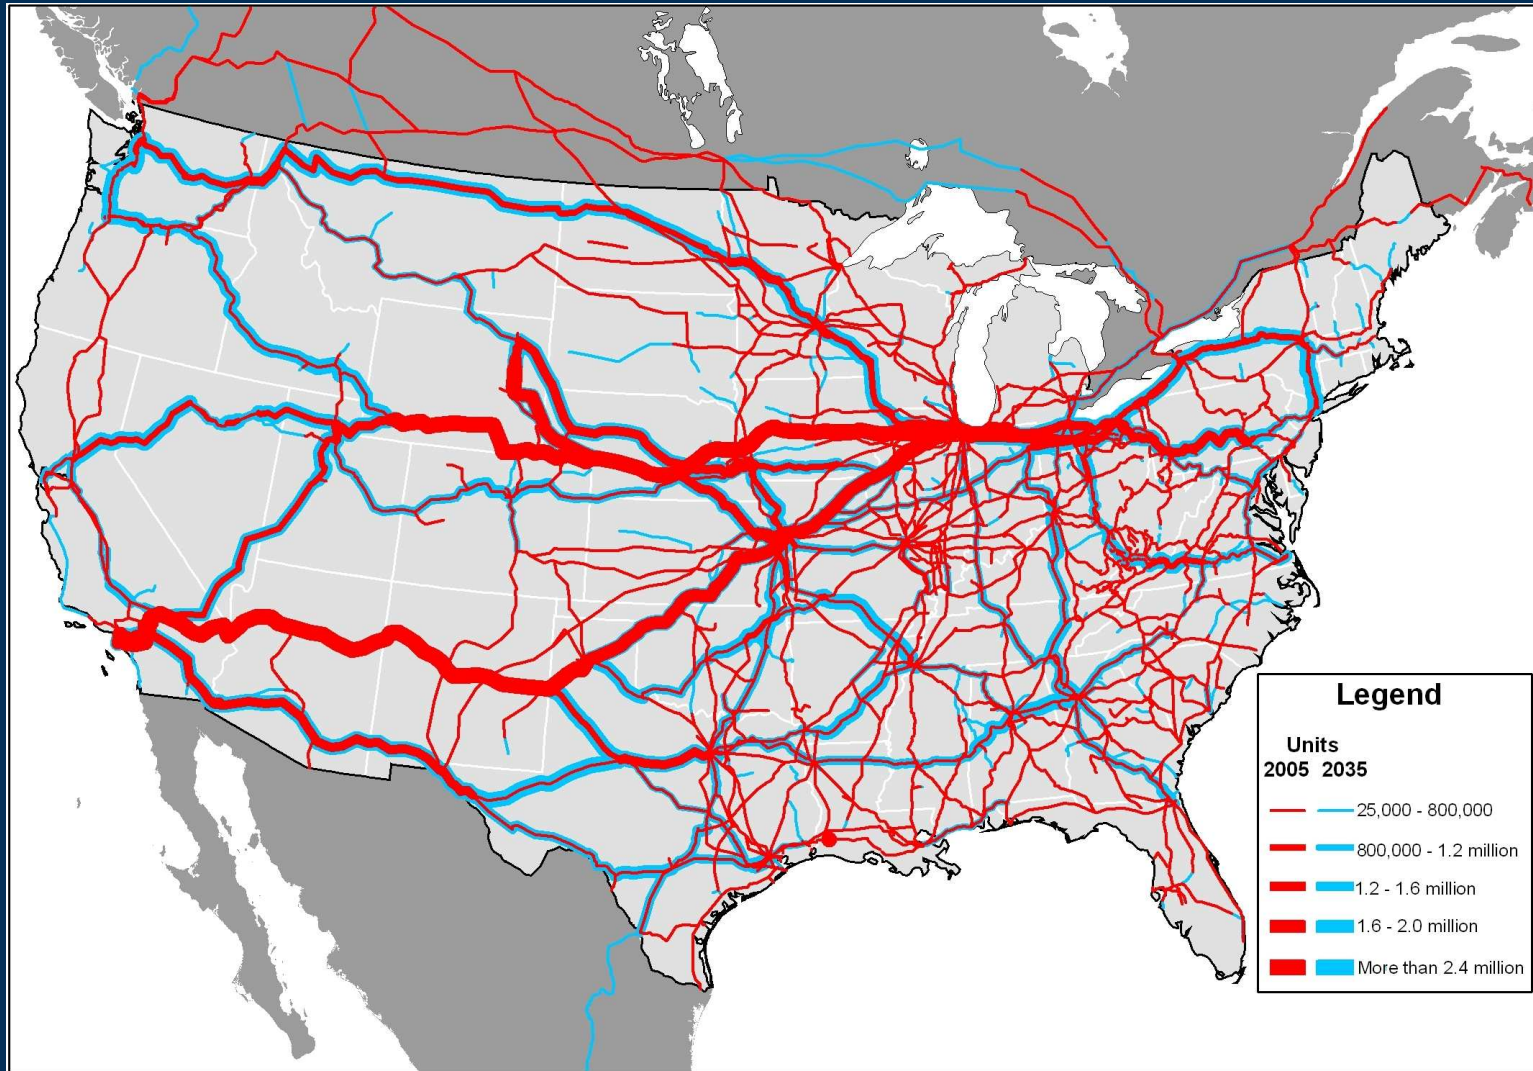 Legend
Units
2005 2035
25,000 - 800,000
800,000 - 1.2 million
1.2 - 1.6 million
1.6 - 2.0 million
More than 2.4 million